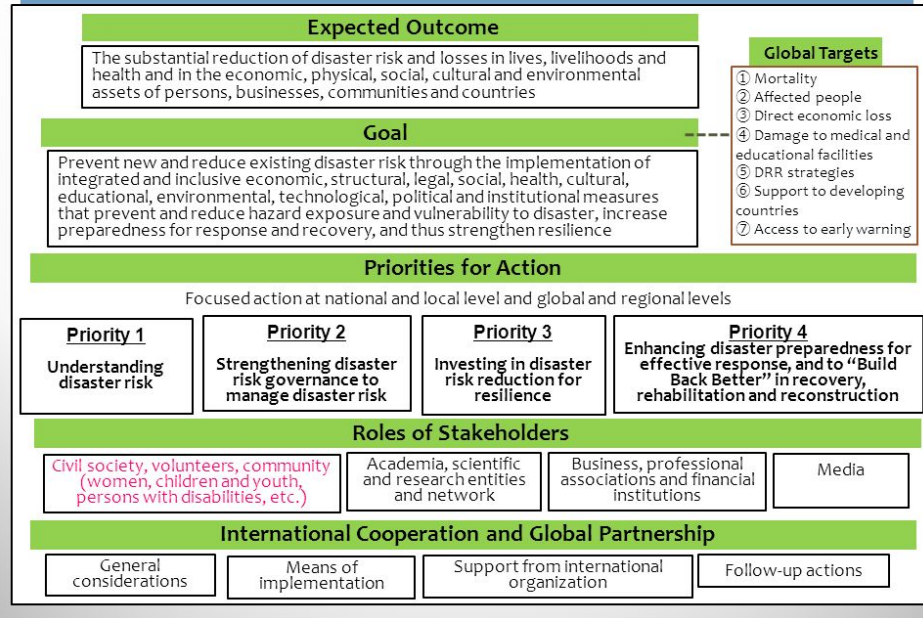 Expected Outcome
The substantial reduction of disaster risk and losses in lives, livelihoods and
health and in the economic, physical, social, cultural and environmental
assets of persons, businesses, communities and countries
Global Targets
① Mortality
② Affected people
③ Direct economic loss
④ Damage to medical and
educational facilities
⑤ DRR strategies
⑥ Support to developing
countries
⑦ Access to early warning
Goal
Prevent new and reduce existing disaster risk through the implementation of
integrated and inclusive economic, structural, legal, social, health, cultural,
educational, environmental, technological, political and institutional measures
that prevent and reduce hazard exposure and vulnerability to disaster, increase
preparedness for response and recovery, and thus strengthen resilience
Priorities for Action
Focused action at national and local level and global and regional levels
Priority 1
Understanding
disaster risk
Priority 2
Strengthening disaster
risk governance to
manage disaster risk
Priority 3
Investing in disaster
risk reduction for
resilience
Priority 4
Enhancing disaster preparedness for
effective response, and to “Build
Back Better” in recovery,
rehabilitation and reconstruction
Roles of Stakeholders
Civil society, volunteers, community
(women, children and youth,
persons with disabilities, etc.)
Academia, scientific
and research entities
and network
Business, professional
associations and financial
institutions
Media
International Cooperation and Global Partnership
General
considerations
Means of
implementation
Support from international
organization
Follow-up actions